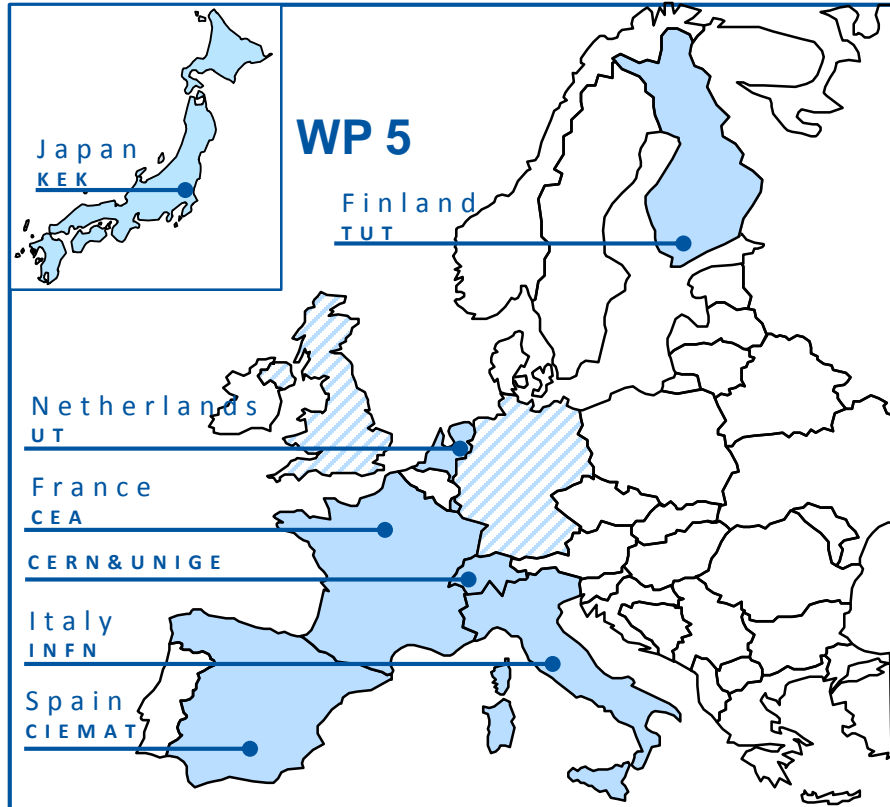 WP 5
Japan
KEK
Finland
TUT
Netherlands
UT
France
CEA
CERN&UNIGE
Italy
INFN
Spain
CIEMAT